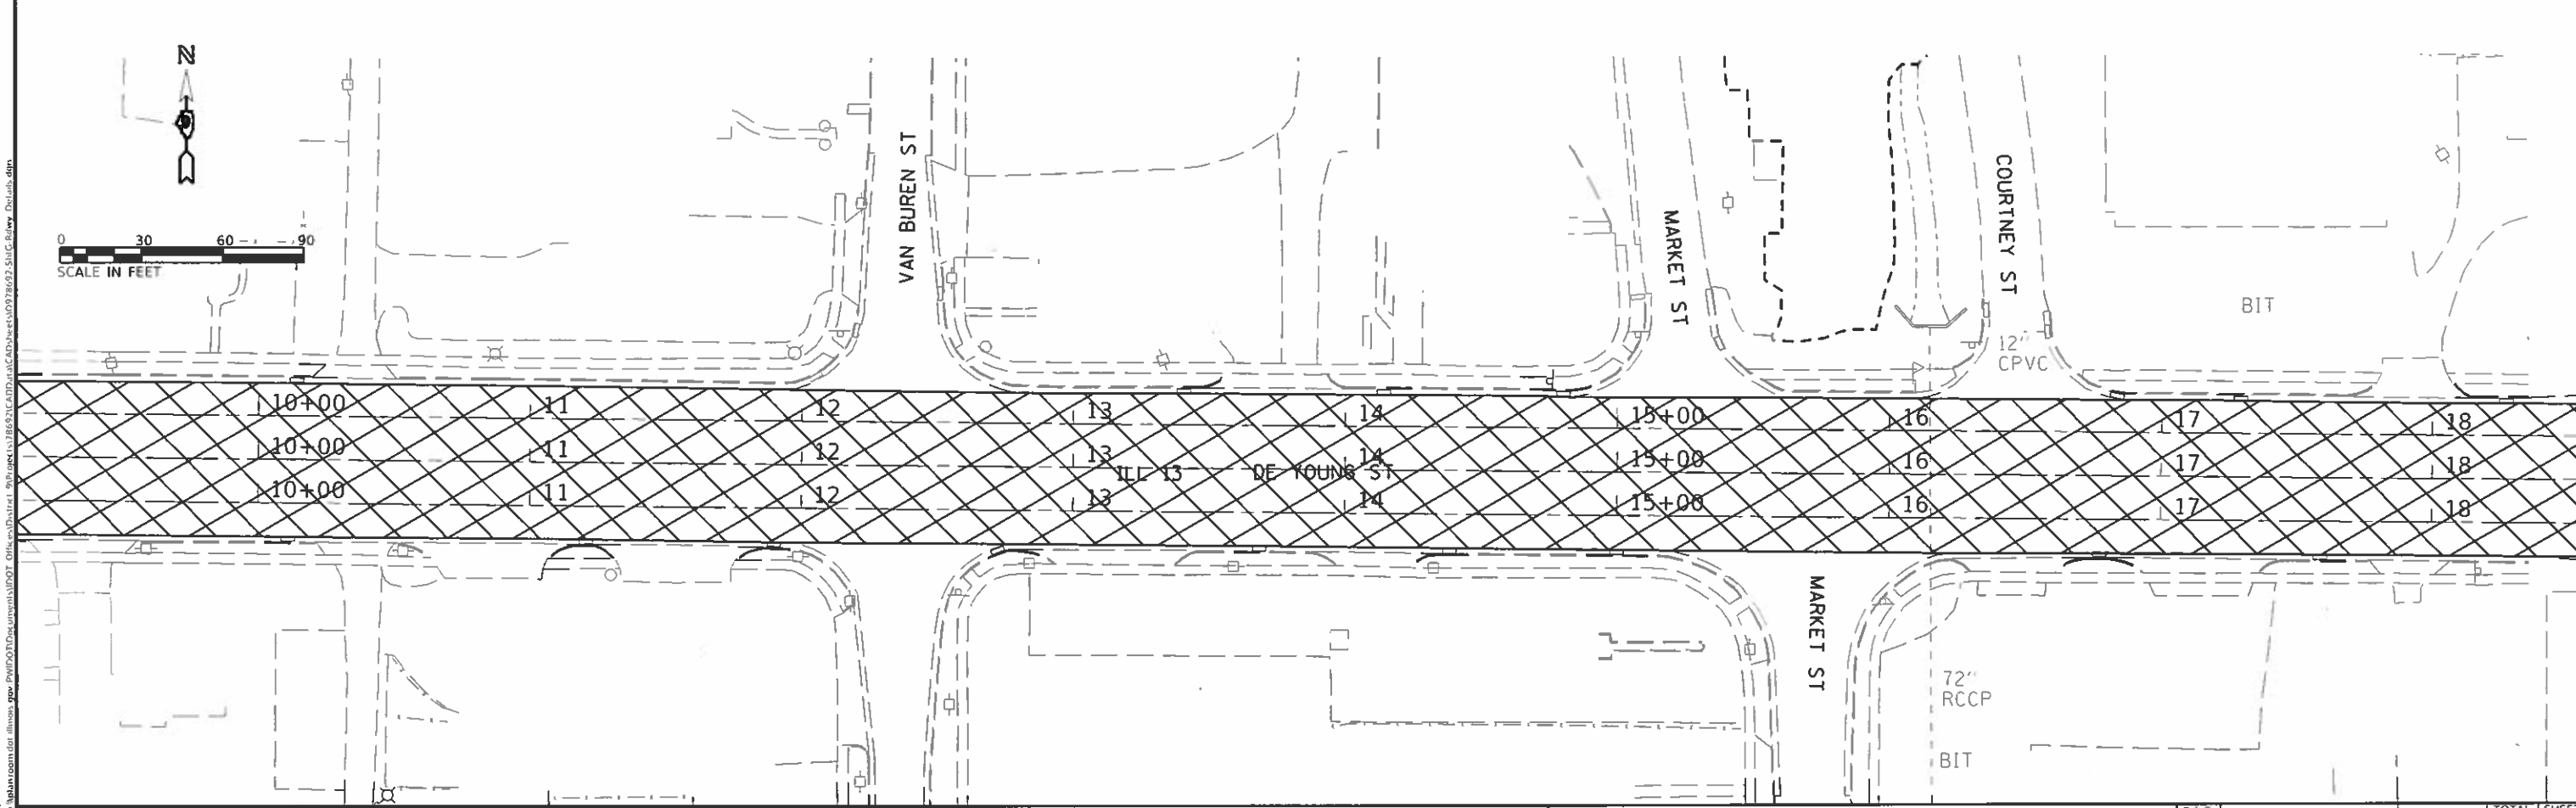 N
0 30 60 90
SCALE IN FEET
VAN BUREN ST
MARKET ST
COURTNEY ST
BIT
12"
CPVC
10+00 11 12 13 14 15+00 16 17 18
10+00 11 12 13 14 15+00 16 17 18
ILL 13 DE YOUNG ST
10+00 11 12 13 14 15+00 16 17 18
MARKET ST
72"
RCCP
BIT